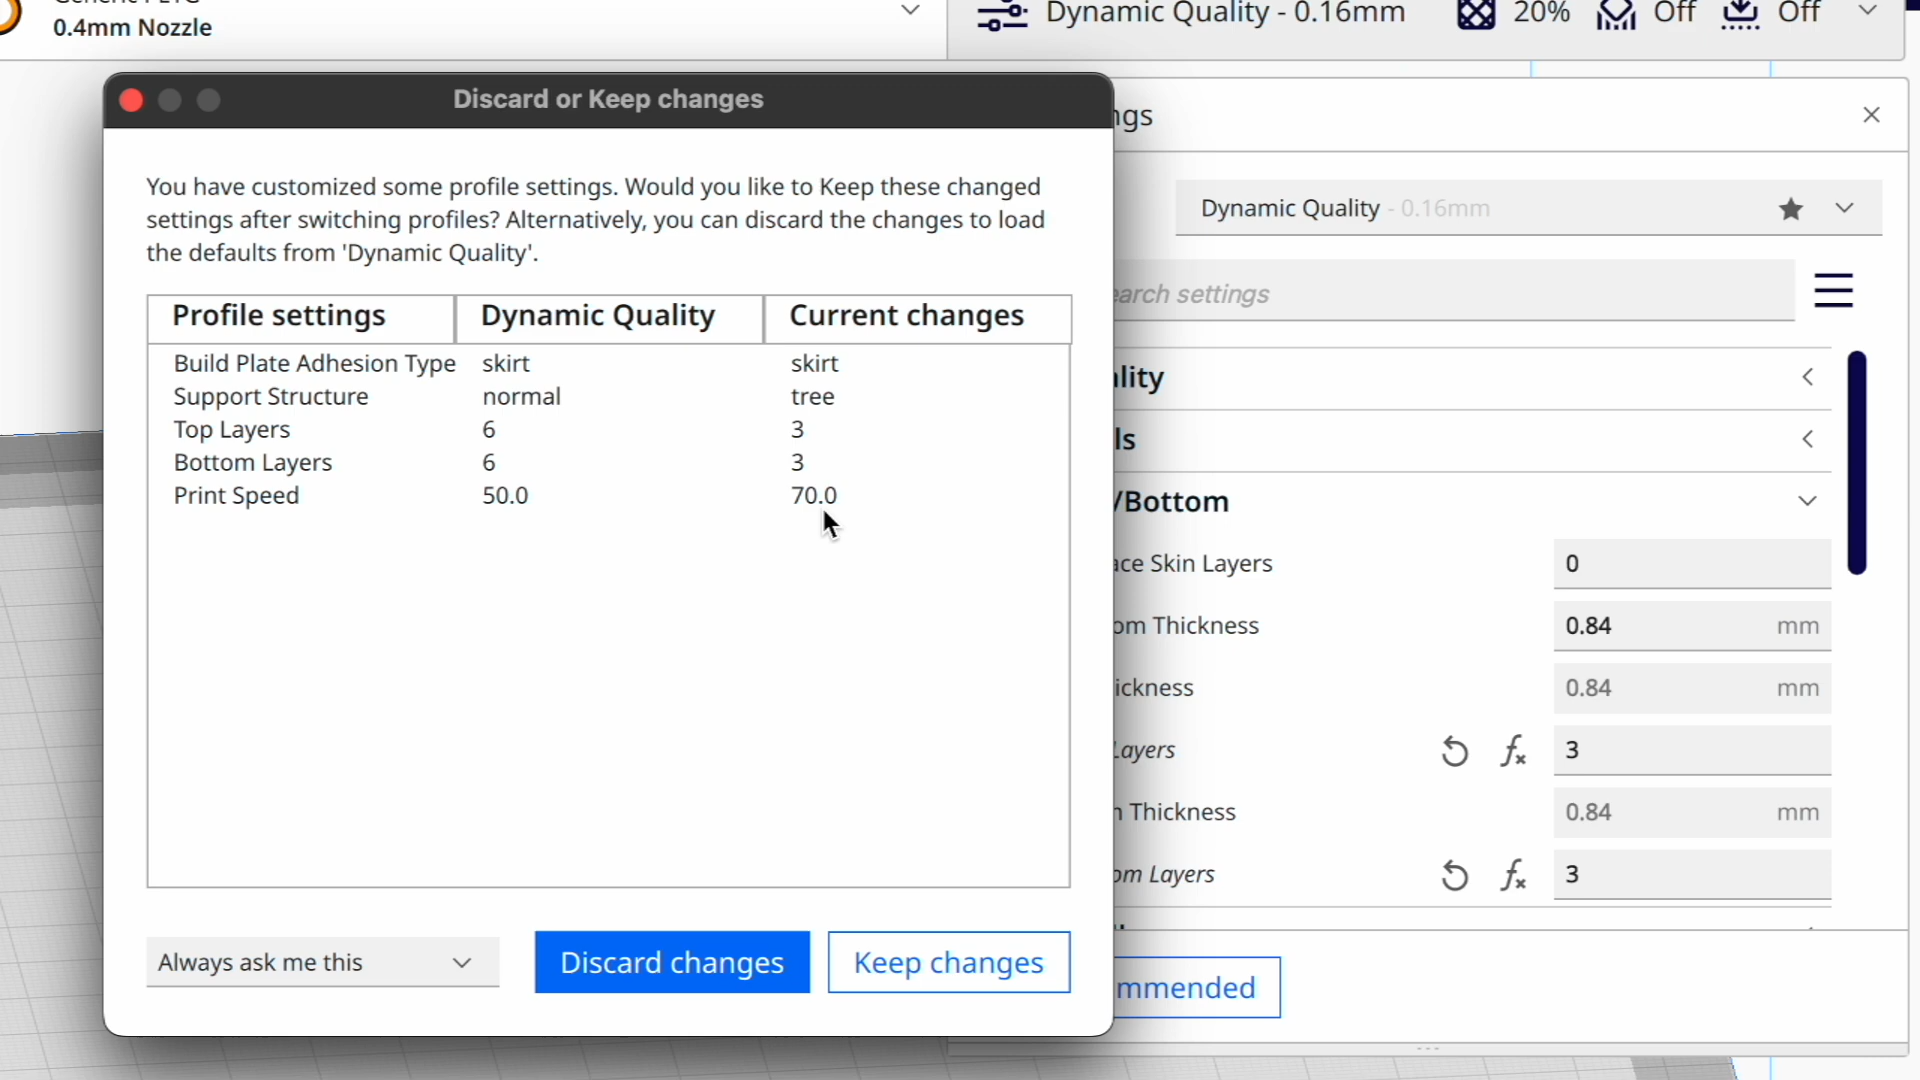 0.4mm Nozzle
Dynamic Quality - 0.16mm 20% Off Off
Discard or Keep changes
You have customized some profile settings. Would you like to Keep these changed
settings after switching profiles? Alternatively, you can discard the changes to load
the defaults from 'Dynamic Quality'.
Profile settings Dynamic Quality Current changes
Build Plate Adhesion Type skirt skirt
Support Structure normal tree
Top Layers 6 3
Bottom Layers 6 3
Print Speed 50.0 70.0
Always ask me this Discard changes Keep changes
ngs
Dynamic Quality - 0.16mm
earch settings
ality
ls
/Bottom
ace Skin Layers 0
om Thickness 0.84 mm
ickness 0.84 mm
Layers 3
n Thickness 0.84 mm
om Layers 3
mmended